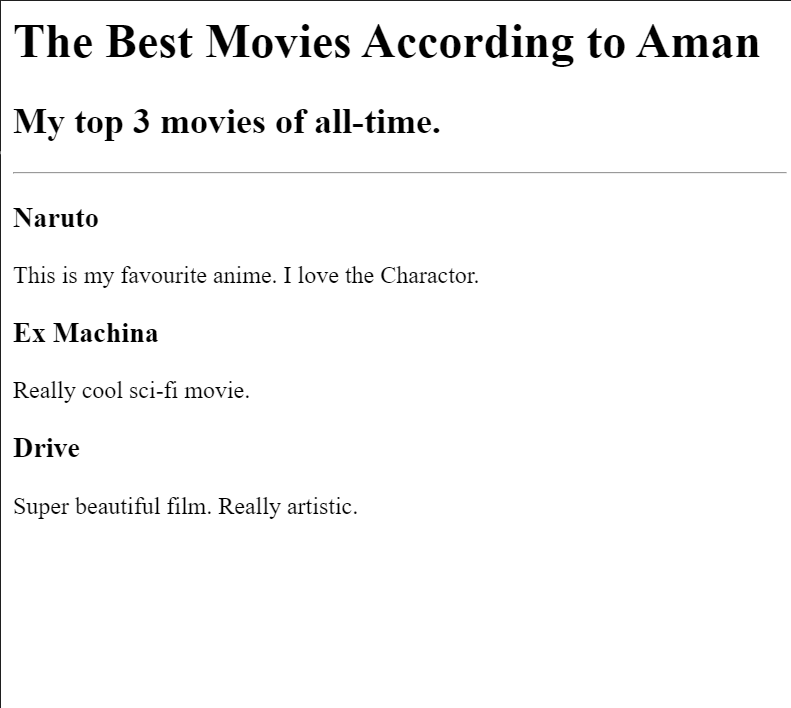 The Best Movies According to Aman
My top 3 movies of all-time.
Naruto
This is my favourite anime. I love the Charactor.
Ex Machina
Really cool sci-fi movie.
Drive
Super beautiful film. Really artistic.